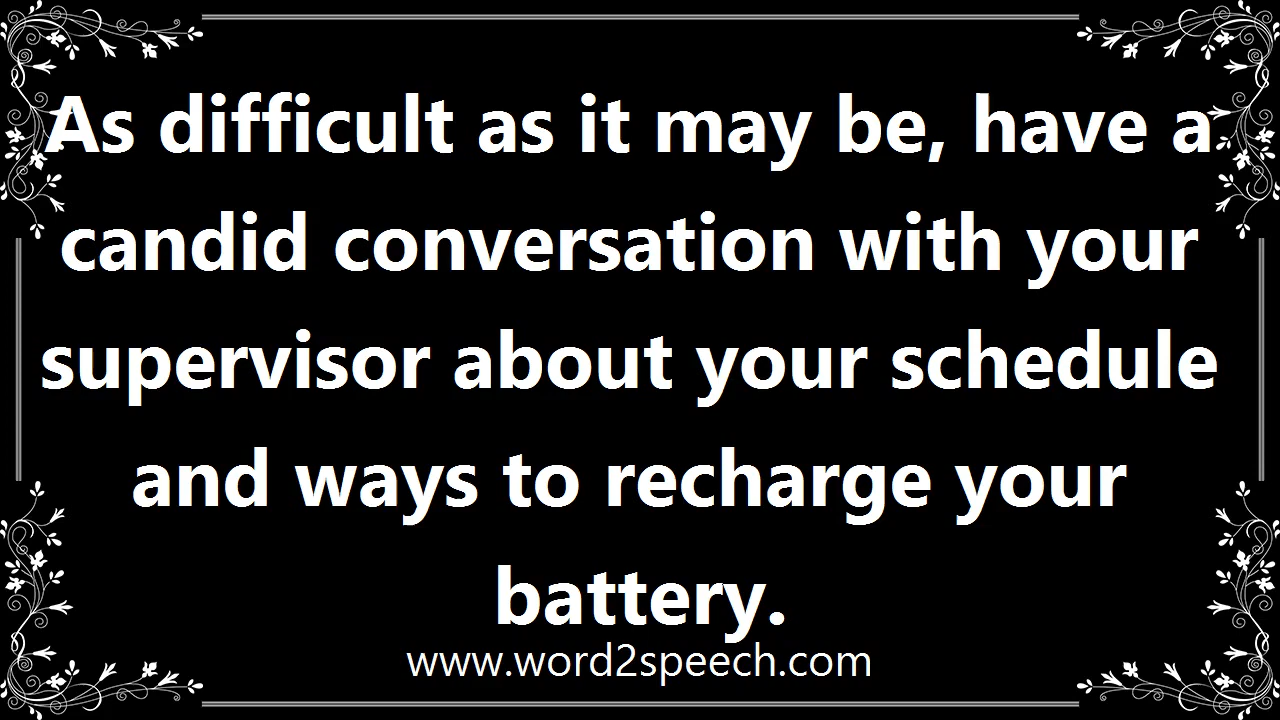 As difficult as it may be, have a
candid conversation with your
supervisor about your schedule
and ways to recharge your
battery.
www.word2speech.com